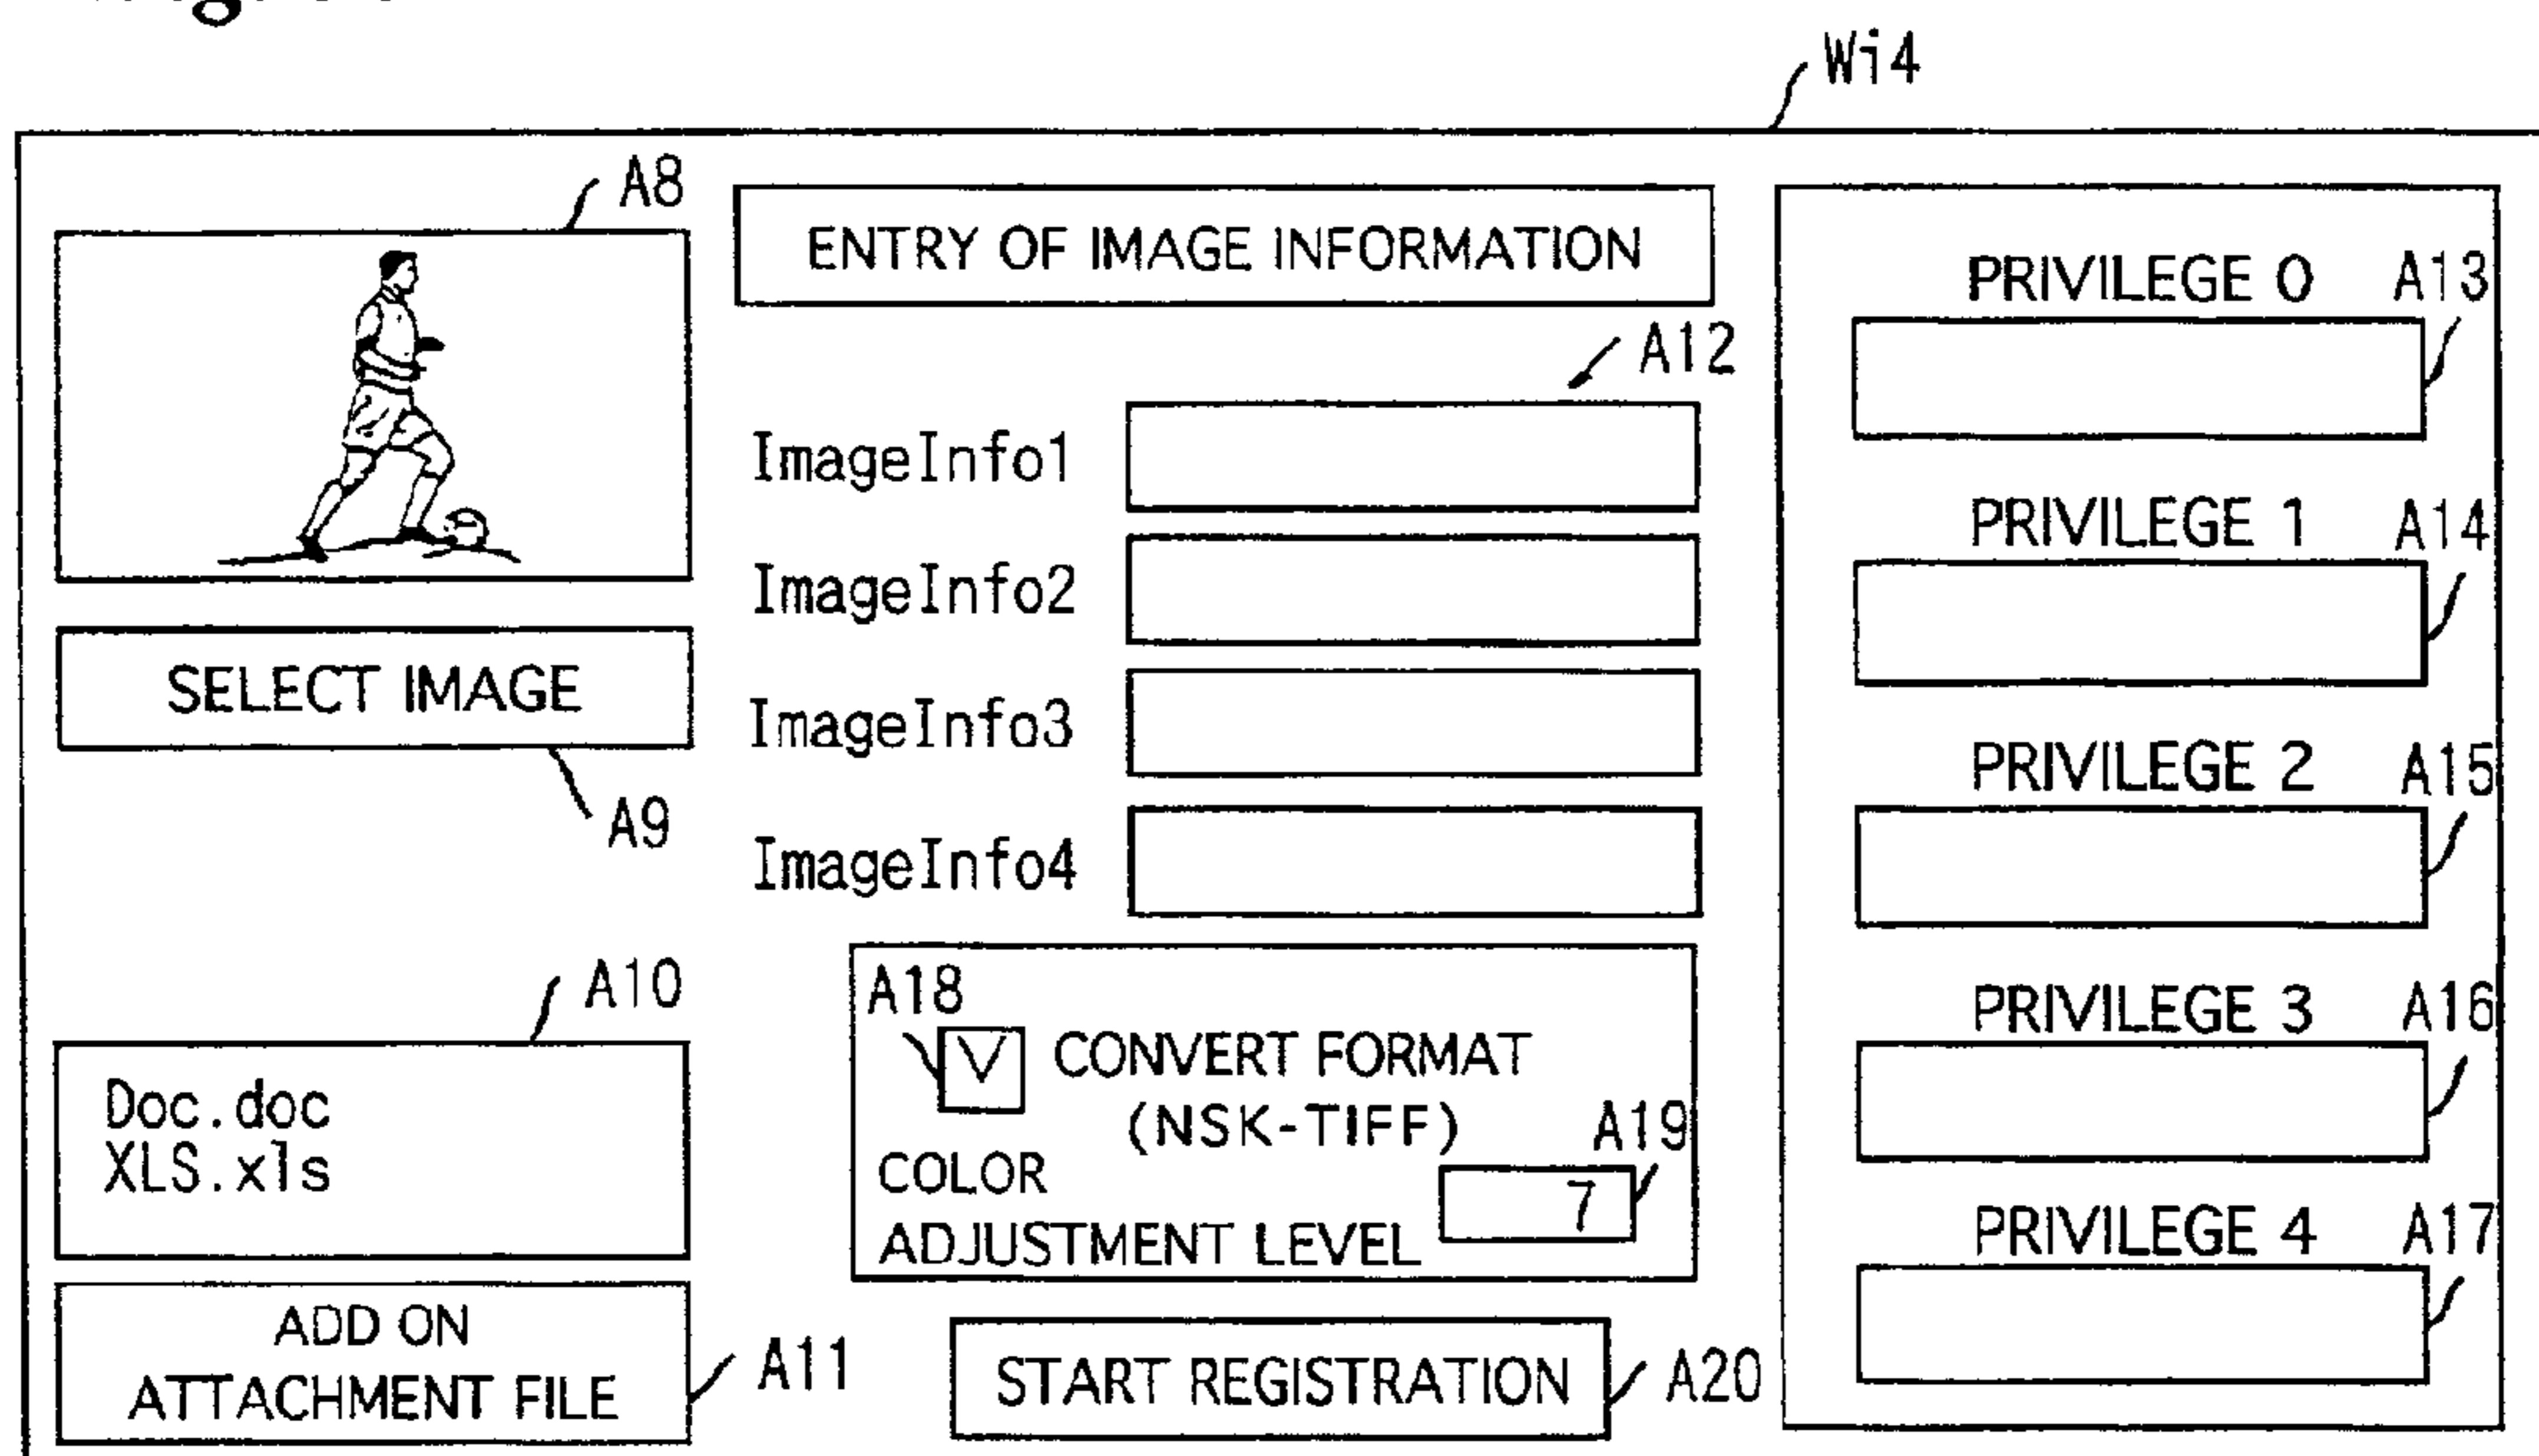 Wi4
A8
SELECT IMAGE
A9
A10
Doc.doc
XLS.xls
ADD ON
ATTACHMENT FILE
A11
ENTRY OF IMAGE INFORMATION
A12
ImageInfo1
ImageInfo2
ImageInfo3
ImageInfo4
A18
V CONVERT FORMAT
(NSK-TIFF)
A19
COLOR
ADJUSTMENT LEVEL 7
START REGISTRATION
A20
PRIVILEGE 0 A13
PRIVILEGE 1 A14
PRIVILEGE 2 A15
PRIVILEGE 3 A16
PRIVILEGE 4 A17